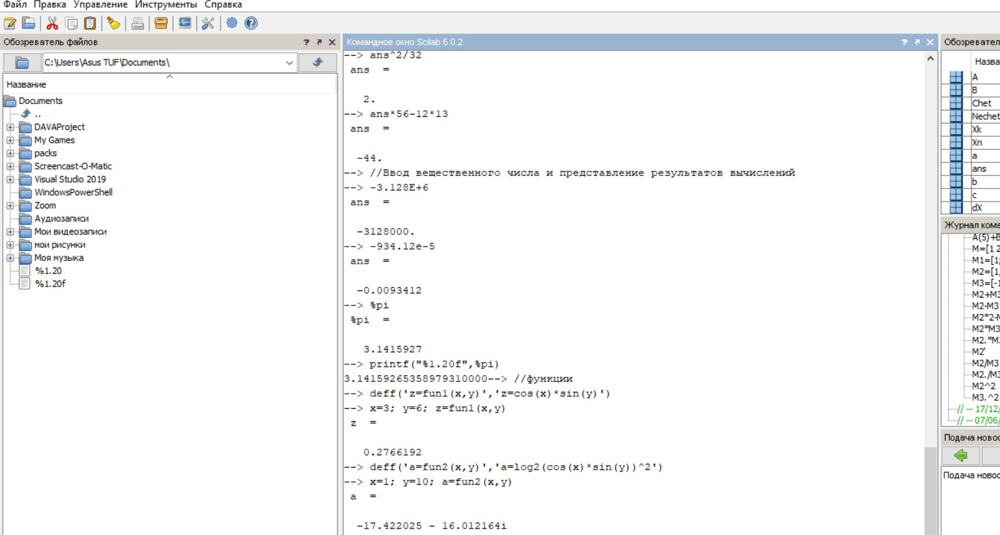 Файл Правка Управление Инструменты Справка
Обозреватель файлов
C:\Users\Asus TUF\Documents\
Название
Documents
..
DAVAProject
My Games
packs
Screencast-O-Matic
Visual Studio 2019
WindowsPowerShell
Zoom
Аудиозаписи
Мои видеозаписи
мои рисунки
Моя музыка
%1.20
%1.20f
Командное окно Scilab 6.0.2
--> ans^2/32
ans =
2.
--> ans*56-12*13
ans =
-44.
--> //Ввод вещественного числа и представление результатов вычислений
--> -3.128E+6
ans =
-3128000.
--> -934.12e-5
ans =
-0.0093412
--> %pi
%pi =
3.1415927
--> printf("%1.20f",%pi)
3.14159265358979310000--> //функции
--> deff('z=fun1(x,y)','z=cos(x)*sin(y)')
--> x=3; y=6; z=fun1(x,y)
z =
0.2766192
--> deff('a=fun2(x,y)','a=log2(cos(x)*sin(y))^2')
--> x=1; y=10; a=fun2(x,y)
a =
-17.422025 - 16.012164i
Обозревател
Назва
A
B
Chet
Nechet
Xk
Xn
a
ans
b
c
dX
Журнал кома
A(5)+B
M=[1 2
M1=[1;
M2=[1,
M3=[-1
M2+M3
M2-M3
M2*2-M
M2*M3
M2.*M
M2'
M2/M3
M2./M3
M2^2
M3.^2
// -- 17/12/
// -- 07/06/
Подача новос
Подача новос